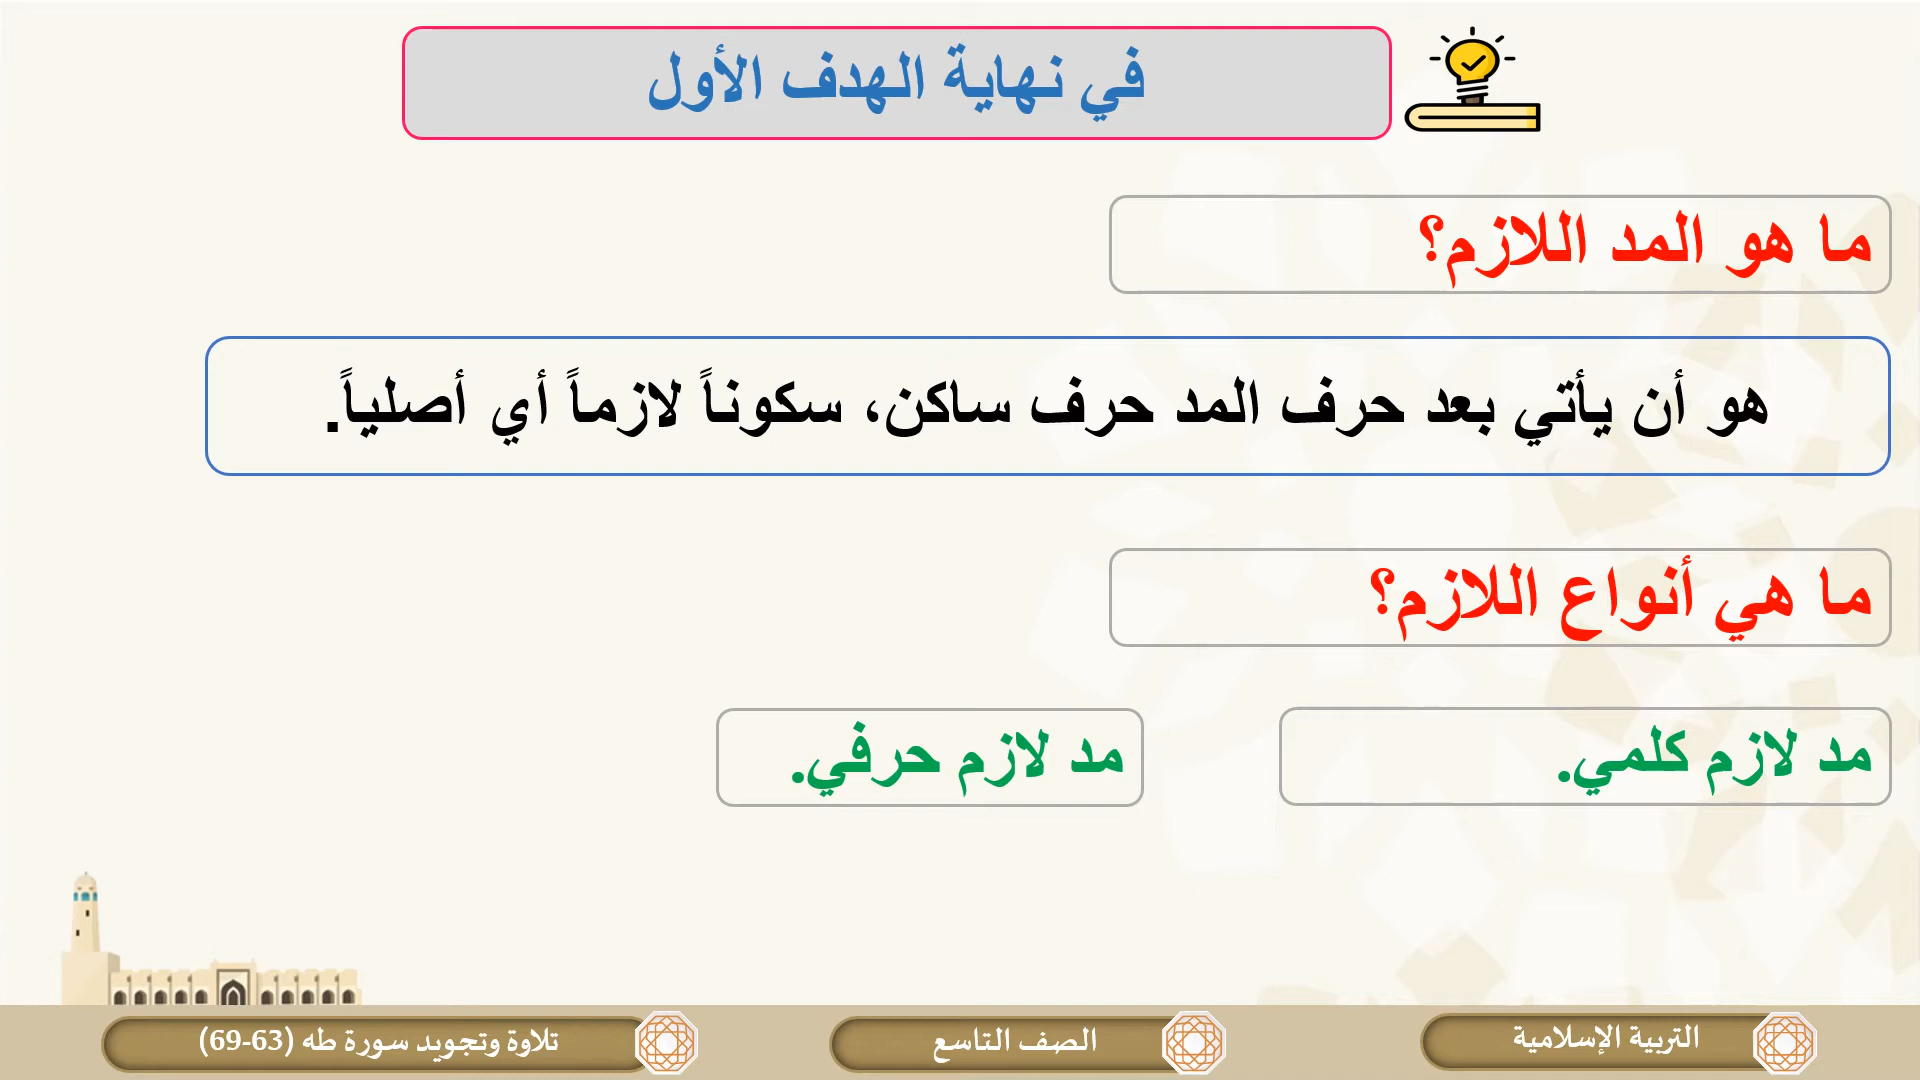 في نهاية الهدف الأول
ما هو المد اللازم؟
هو أن يأتي بعد حرف المد حرف ساكن، سكوناً لازماً أي أصلياً.
ما هي أنواع اللازم؟
مد لازم كلمي.
مد لازم حرفي.
التربية الإسلامية
الصف التاسع
تلاوة وتجويد سورة طه (63-69)